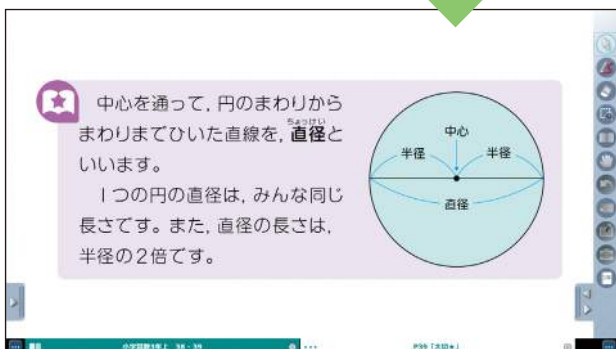 中心を通って，円のまわりから
まわりまでひいた直線を，直径と
ちょっけい
いいます。
1つの円の直径は，みんな同じ
長さです。また，直径の長さは，
半径の2倍です。
中心
半径
半径
直径